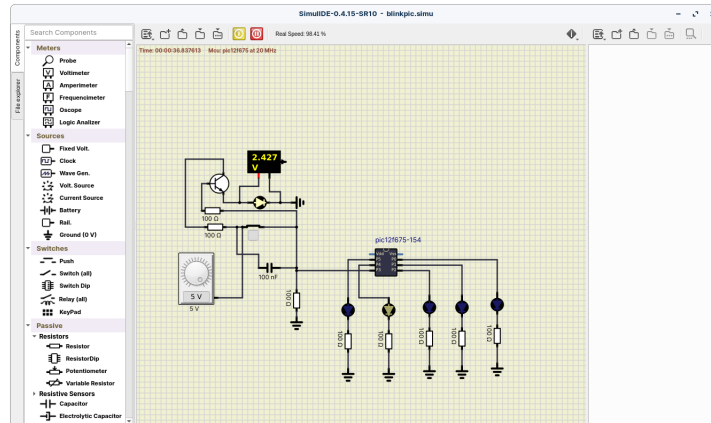 SimulIDE-0.4.15-SR10 - blinkpic.simu
Components
File explorer
Search Components
Real Speed: 98.41 %
Time: 00:00:36.837613 Mcu: pic12f675 at 20 MHz
Meters
Probe
Voltimeter
Amperimeter
Frequencimeter
Oscope
Logic Analizer
Sources
Fixed Volt.
Clock
Wave Gen.
Volt. Source
Current Source
Battery
Rail.
Ground (0 V)
Switches
Push
Switch (all)
Switch Dip
Relay (all)
KeyPad
Passive
Resistors
Resistor
ResistorDip
Potentiometer
Variable Resistor
Resistive Sensors
Capacitor
Electrolytic Capacitor
2.427
V
100 Ω
100 Ω
100 nF
5 V
5 V
100 Ω
pic12f675-154
100 Ω
100 Ω
100 Ω
100 Ω
100 Ω